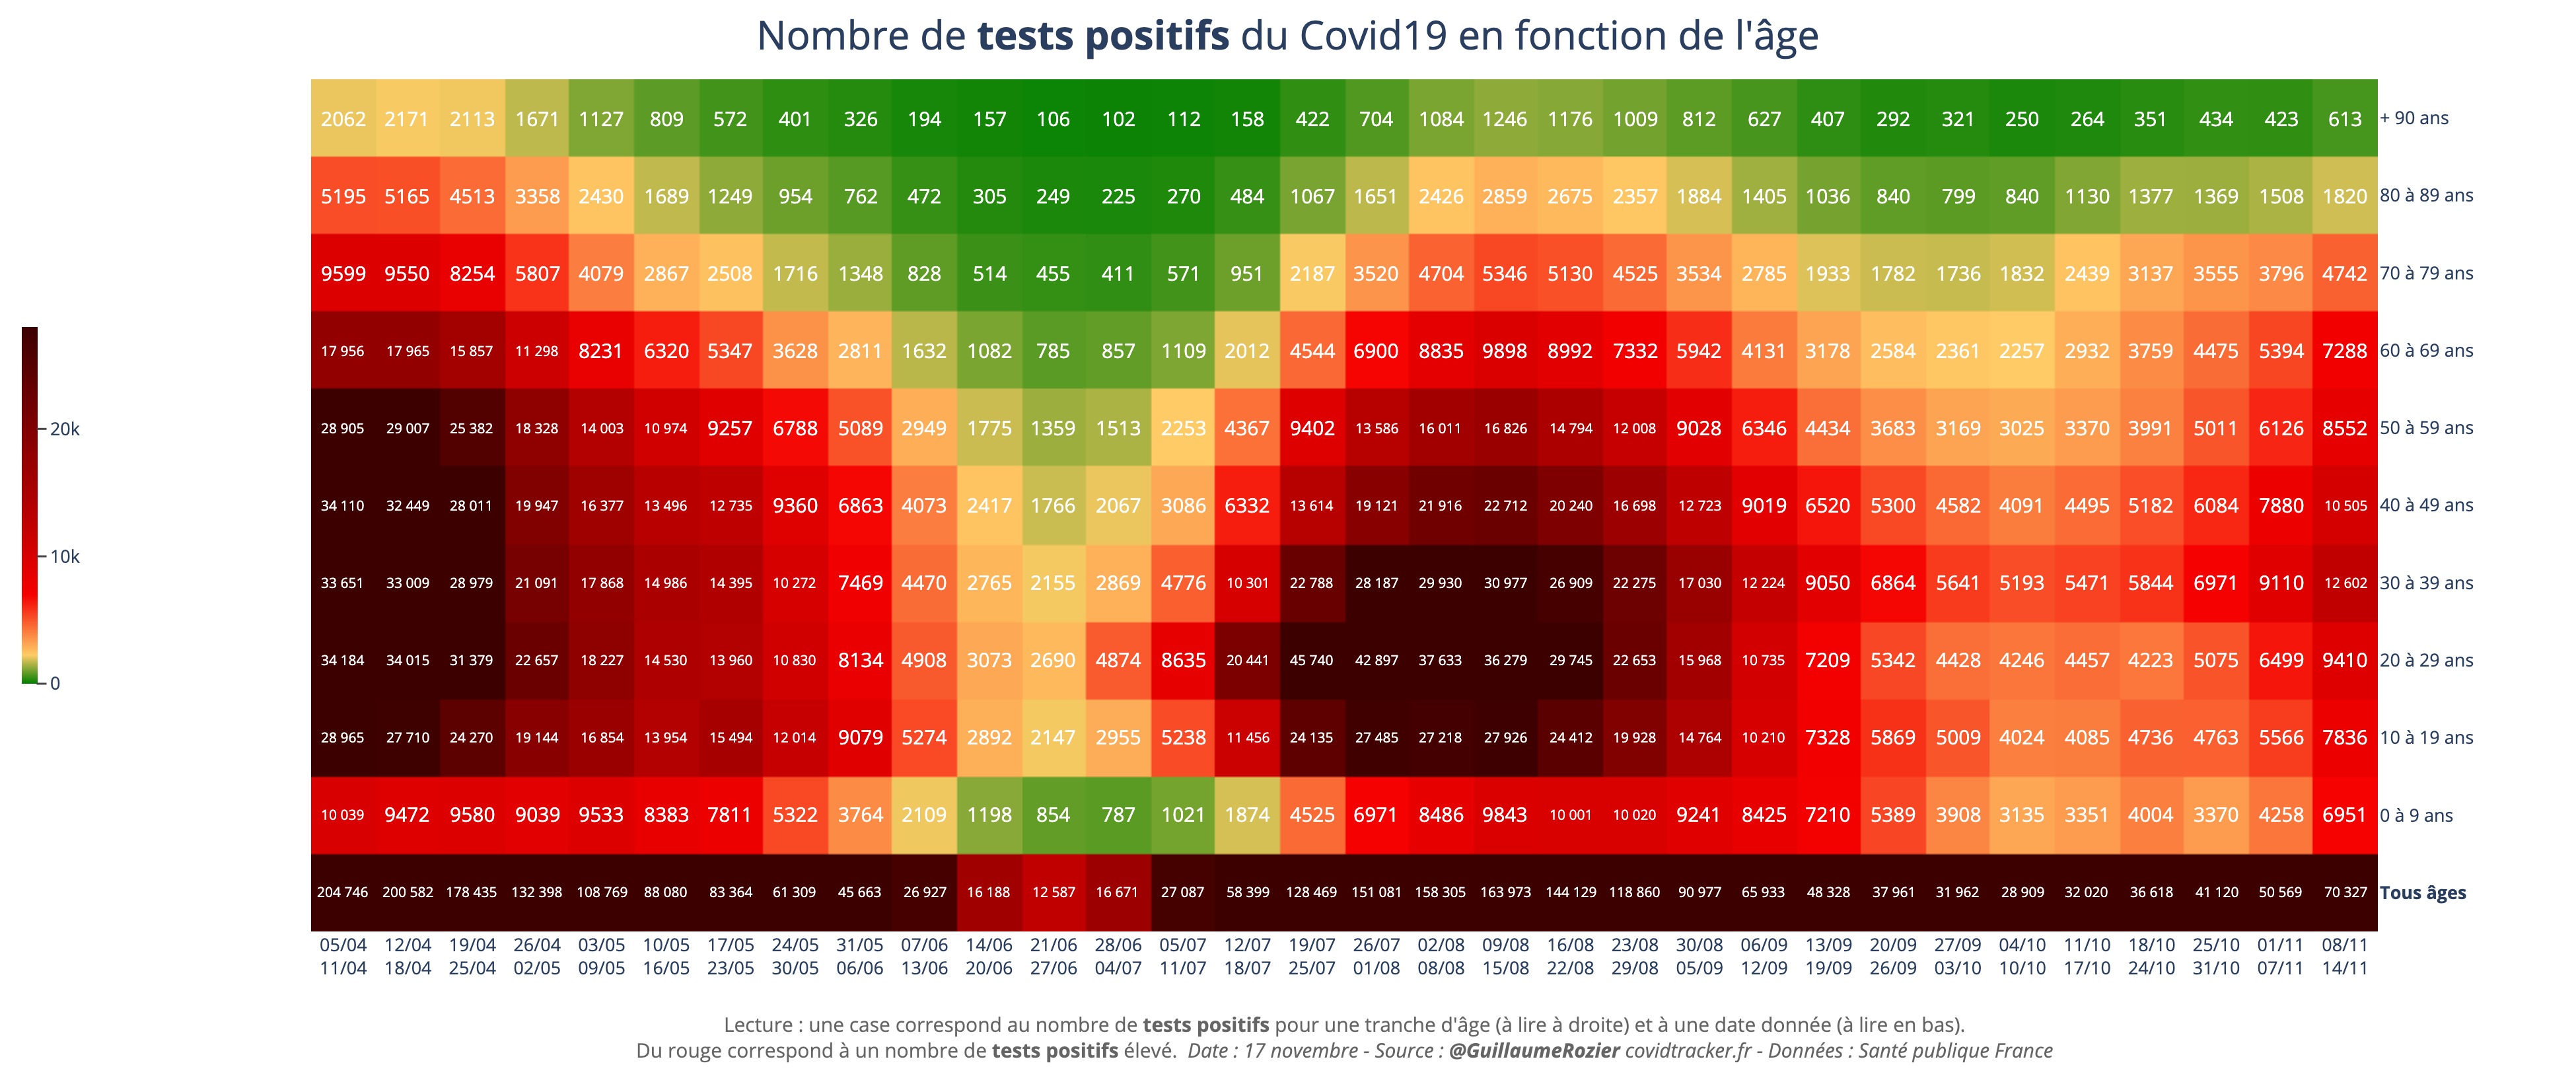 Nombre de tests positifs du Covid19 en fonction de l'âge
2062 2171 2113 1671 1127 809 572 401 326 194 157 106 102 112 158 422 704 1084 1246 1176 1009 812 627 407 292 321 250 264 351 434 423 613 + 90 ans
5195 5165 4513 3358 2430 1689 1249 954 762 472 305 249 225 270 484 1067 1651 2426 2859 2675 2357 1884 1405 1036 840 799 840 1130 1377 1369 1508 1820 80 à 89 ans
9599 9550 8254 5807 4079 2867 2508 1716 1348 828 514 455 411 571 951 2187 3520 4704 5346 5130 4525 3534 2785 1933 1782 1736 1832 2439 3137 3555 3796 4742 70 à 79 ans
17 956 17 965 15 857 11 298 8231 6320 5347 3628 2811 1632 1082 785 857 1109 2012 4544 6900 8835 9898 8992 7332 5942 4131 3178 2584 2361 2257 2932 3759 4475 5394 7288 60 à 69 ans
20k 28 905 29 007 25 382 18 328 14 003 10 974 9257 6788 5089 2949 1775 1359 1513 2253 4367 9402 13 586 16 011 16 826 14 794 12 008 9028 6346 4434 3683 3169 3025 3370 3991 5011 6126 8552 50 à 59 ans
34 110 32 449 28 011 19 947 16 377 13 496 12 735 9360 6863 4073 2417 1766 2067 3086 6332 13 614 19 121 21 916 22 712 20 240 16 698 12 723 9019 6520 5300 4582 4091 4495 5182 6084 7880 10 505 40 à 49 ans
10k
33 651 33 009 28 979 21 091 17 868 14 986 14 395 10 272 7469 4470 2765 2155 2869 4776 10 301 22 788 28 187 29 930 30 977 26 909 22 275 17 030 12 224 9050 6864 5641 5193 5471 5844 6971 9110 12 602 30 à 39 ans
34 184 34 015 31 379 22 657 18 227 14 530 13 960 10 830 8134 4908 3073 2690 4874 8635 20 441 45 740 42 897 37 633 36 279 29 745 22 653 15 968 10 735 7209 5342 4428 4246 4457 4223 5075 6499 9410 20 à 29 ans
0
28 965 27 710 24 270 19 144 16 854 13 954 15 494 12 014 9079 5274 2892 2147 2955 5238 11 456 24 135 27 485 27 218 27 926 24 412 19 928 14 764 10 210 7328 5869 5009 4024 4085 4736 4763 5566 7836 10 à 19 ans
10 039 9472 9580 9039 9533 8383 7811 5322 3764 2109 1198 854 787 1021 1874 4525 6971 8486 9843 10 001 10 020 9241 8425 7210 5389 3908 3135 3351 4004 3370 4258 6951 0 à 9 ans
204 746 200 582 178 435 132 398 108 769 88 080 83 364 61 309 45 663 26 927 16 188 12 587 16 671 27 087 58 399 128 469 151 081 158 305 163 973 144 129 118 860 90 977 65 933 48 328 37 961 31 962 28 909 32 020 36 618 41 120 50 569 70 327 Tous âges
05/04 12/04 19/04 26/04 03/05 10/05 17/05 24/05 31/05 07/06 14/06 21/06 28/06 05/07 12/07 19/07 26/07 02/08 09/08 16/08 23/08 30/08 06/09 13/09 20/09 27/09 04/10 11/10 18/10 25/10 01/11 08/11
11/04 18/04 25/04 02/05 09/05 16/05 23/05 30/05 06/06 13/06 20/06 27/06 04/07 11/07 18/07 25/07 01/08 08/08 15/08 22/08 29/08 05/09 12/09 19/09 26/09 03/10 10/10 17/10 24/10 31/10 07/11 14/11
Lecture : une case correspond au nombre de tests positifs pour une tranche d'âge (à lire à droite) et à une date donnée (à lire en bas).
Du rouge correspond à un nombre de tests positifs élevé. Date : 17 novembre - Source : @GuillaumeRozier covidtracker.fr - Données : Santé publique France